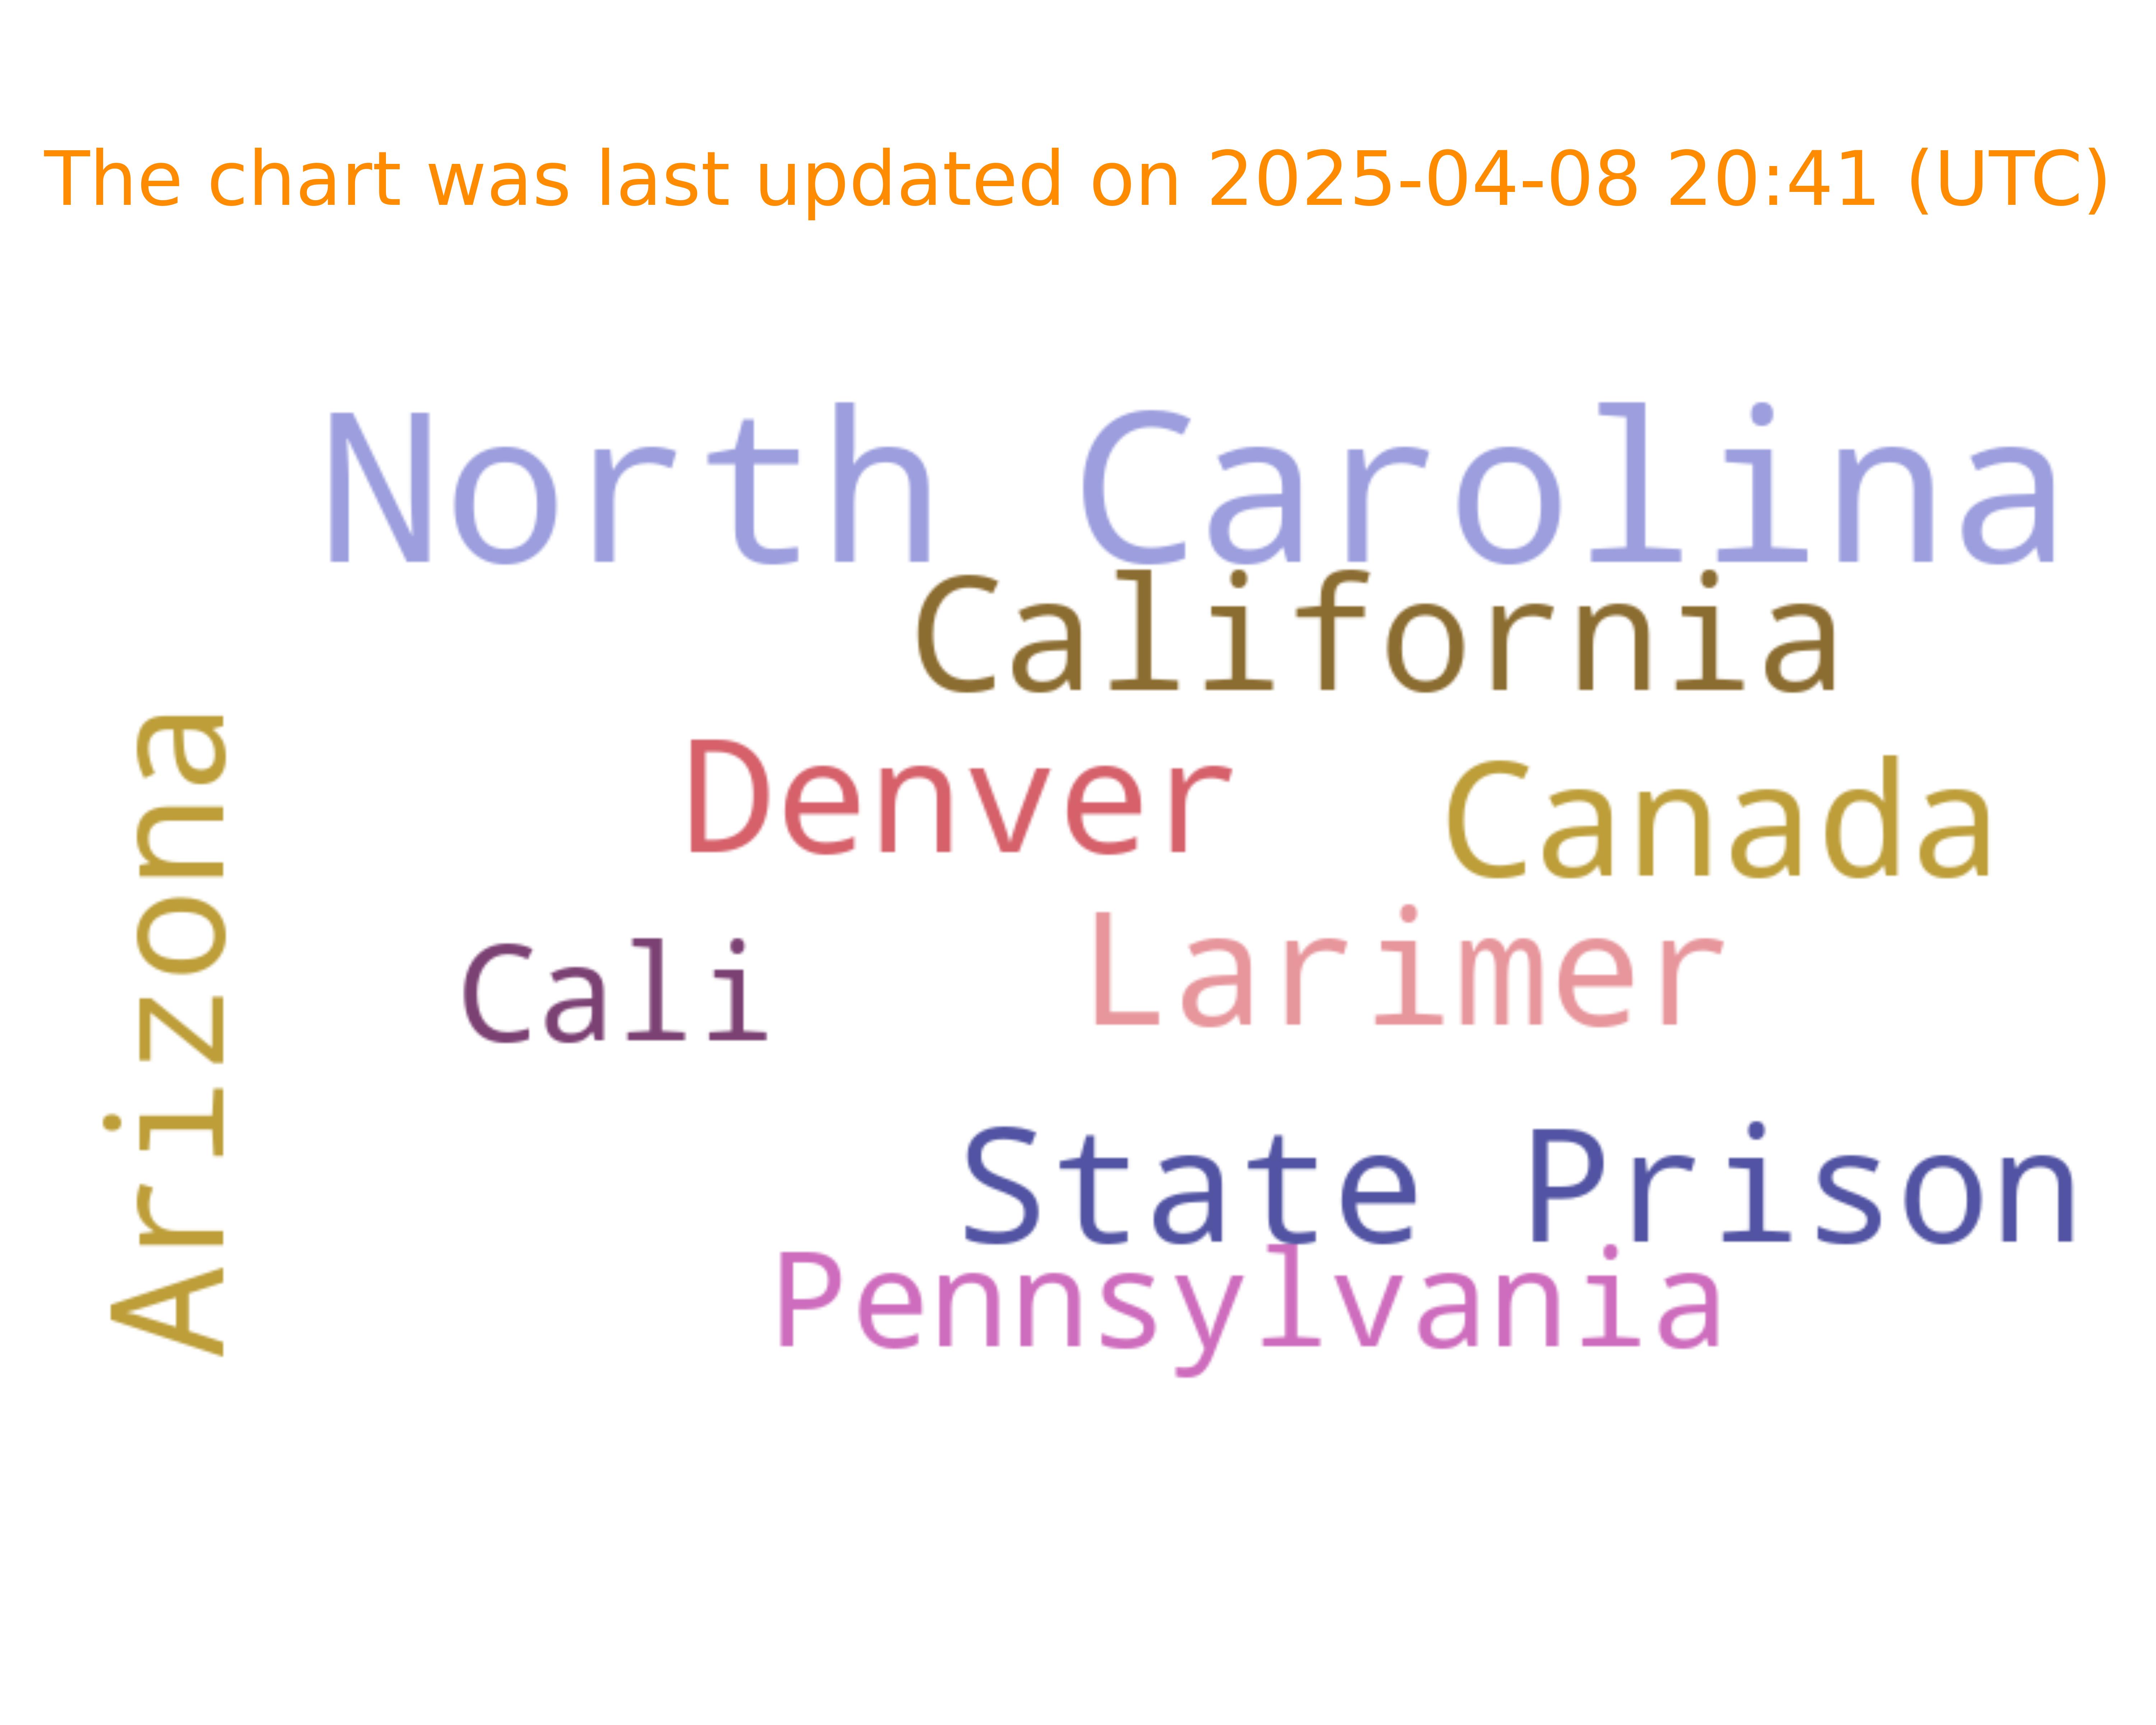 The chart was last updated on 2025-04-08 20:41 (UTC)
North Carolina
California
Denver
Canada
Arizona
Cali
Larimer
State Prison
Pennsylvania